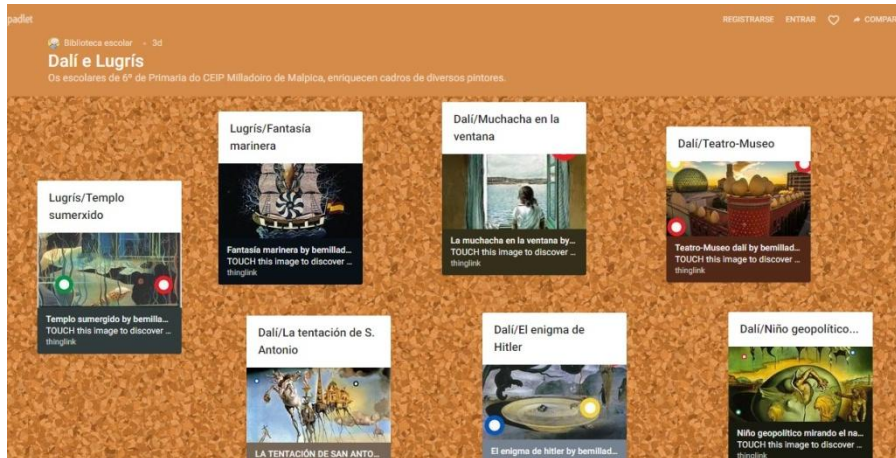 padlet
REGISTRARSE ENTRAR COMPAR
Biblioteca escolar • 3d
Dalí e Lugrís
Os escolares de 6º de Primaria do CEIP Milladoiro de Malpica, enriquecen cadros de diversos pintores.
Lugrís/Templo
sumerxido
Templo sumergido by bemilla...
TOUCH this image to discover ...
thinglink
Lugrís/Fantasía
marinera
Fantasía marinera by bemillad...
TOUCH this image to discover ...
thinglink
Dalí/Muchacha en la
ventana
La muchacha en la ventana by...
TOUCH this image to discover ...
thinglink
Dalí/Teatro-Museo
Teatro-Museo dalí by bemillad...
TOUCH this image to discover ...
thinglink
Dalí/La tentación de S.
Antonio
LA TENTACIÓN DE SAN ANTO...
Dalí/El enigma de
Hitler
El enigma de hitler by bemillad...
Dalí/Niño geopolítico...
Niño geopolítico mirando el na...
TOUCH this image to discover ...
thinglink